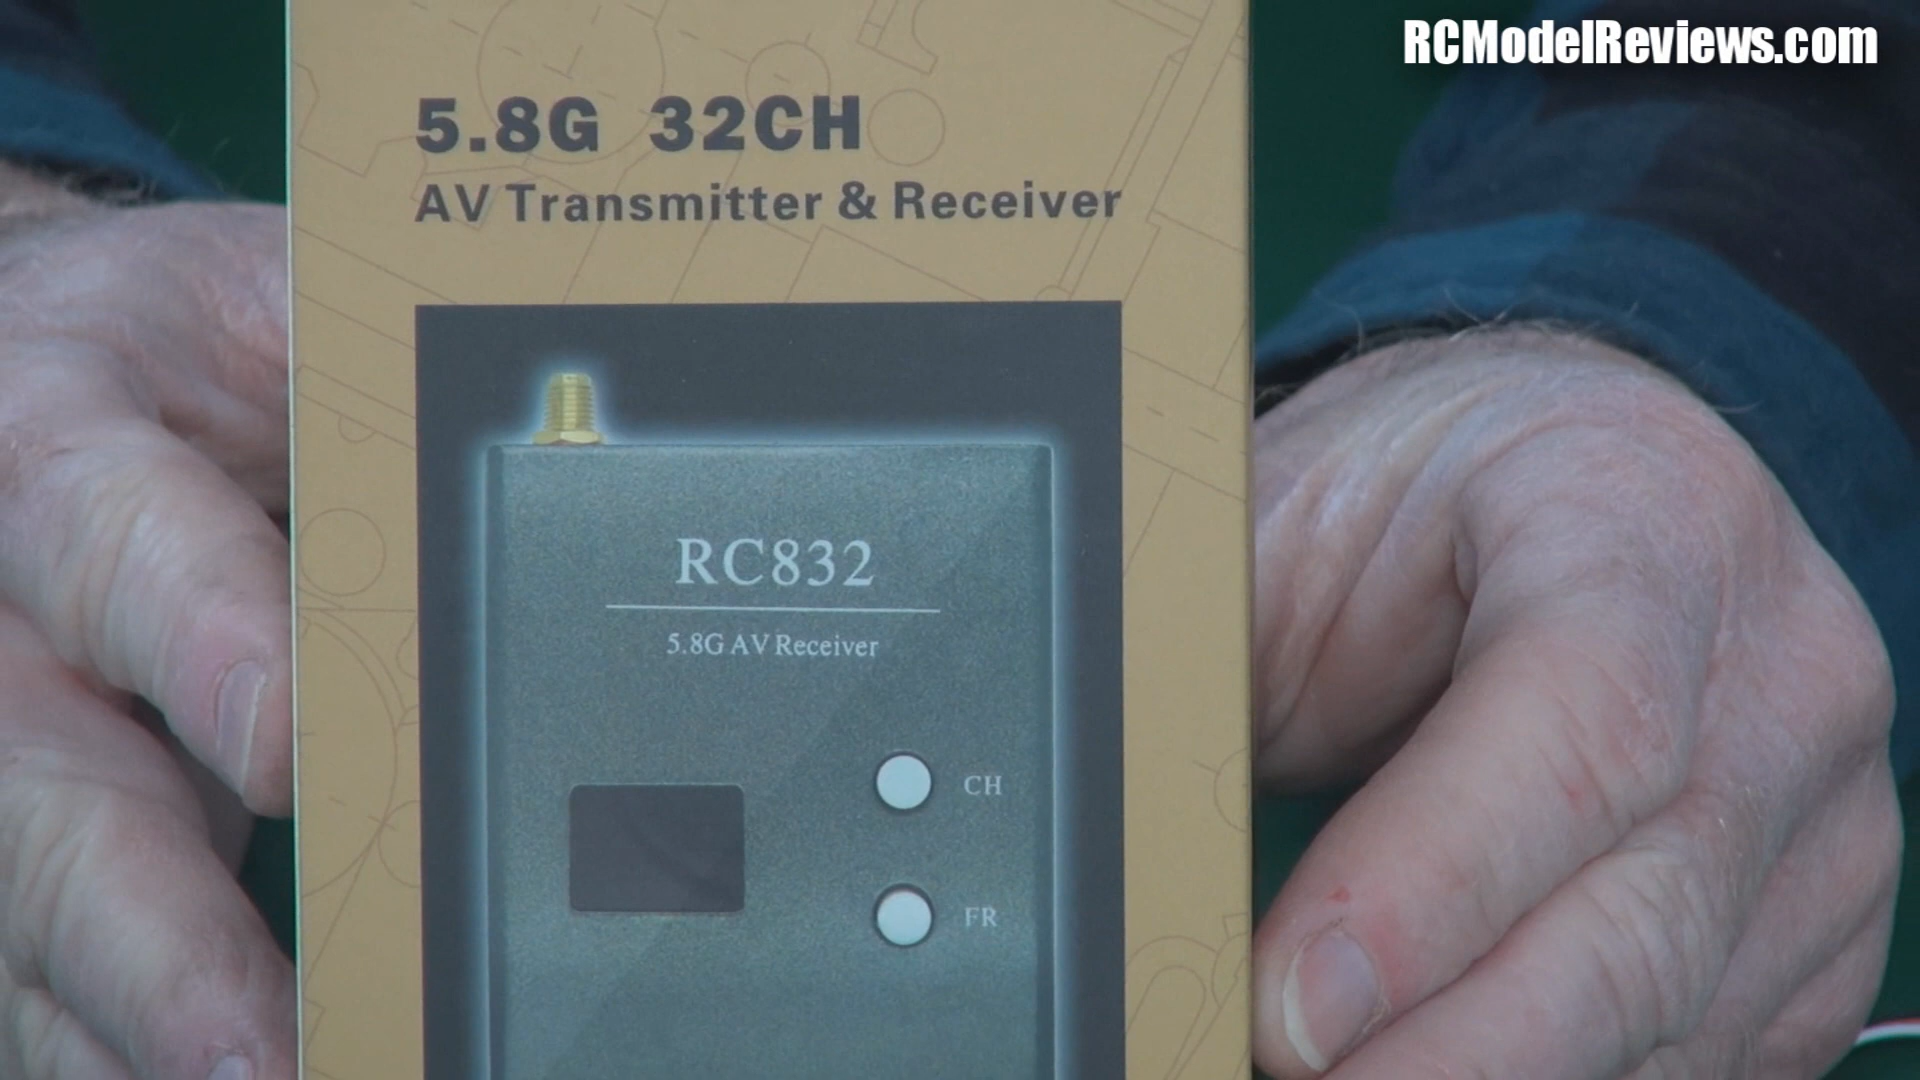 RCModelReviews.com
5.8G 32CH
AV Transmitter & Receiver
RC832
5.8G AV Receiver
CH
FR